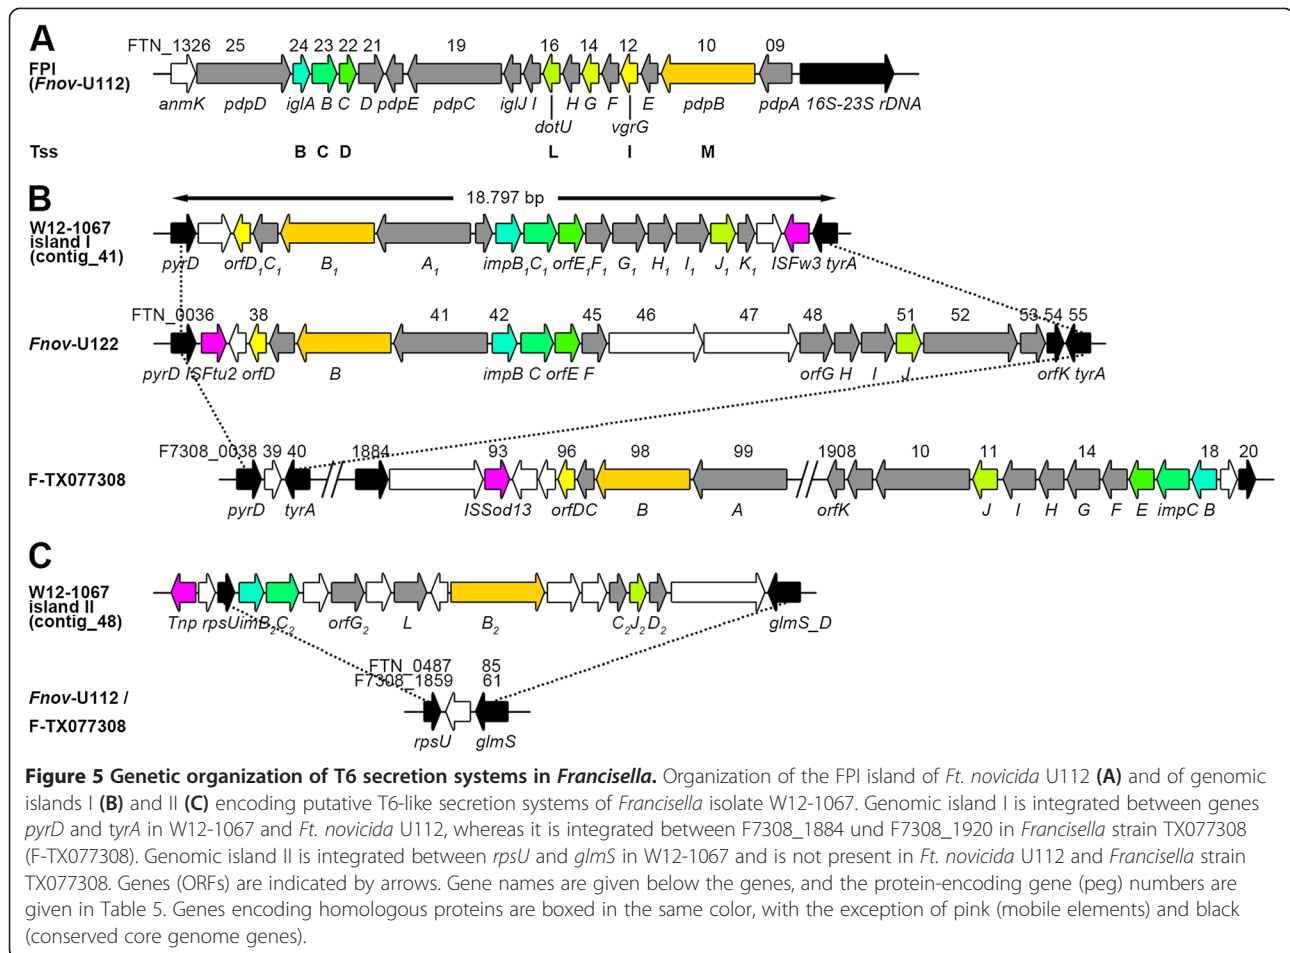 A
FTN_1326 25 24 23 22 21 19 16 14 12 10 09
FPI
(Fnov-U112)
anmK pdpD iglA B C D pdpE pdpC iglJ I H G F E pdpB pdpA 16S-23S rDNA
dotU vgrG
Tss B C D L I M
B
18.797 bp
W12-1067
island I
(contig_41)
pyrD orfD1 C1 B1 A1 impB1 C1 orfE1 F1 G1 H1 I1 J1 K1 ISFw3 tyrA
FTN_0036 38 41 42 45 46 47 48 51 52 53 54 55
Fnov-U122
pyrD ISFtu2 orfD B impB C orfE F orfG H I J orfK tyrA
F7308_0038 39 40 1884 93 96 98 99 1908 10 11 14 18 20
F-TX077308
pyrD tyrA ISSod13 orfD C B A orfK J I H G F E impC B
C
W12-1067
island II
(contig_48)
Tnp rpsU imB2 C2 orfG2 L B2 C2 J2 D2 glmS_D
FTN_0487 85
F7308_1859 61
Fnov-U112 /
F-TX077308
rpsU glmS
Figure 5 Genetic organization of T6 secretion systems in Francisella. Organization of the FPI island of Ft. novicida U112 (A) and of genomic
islands I (B) and II (C) encoding putative T6-like secretion systems of Francisella isolate W12-1067. Genomic island I is integrated between genes
pyrD and tyrA in W12-1067 and Ft. novicida U112, whereas it is integrated between F7308_1884 und F7308_1920 in Francisella strain TX077308
(F-TX077308). Genomic island II is integrated between rpsU and glmS in W12-1067 and is not present in Ft. novicida U112 and Francisella strain
TX077308. Genes (ORFs) are indicated by arrows. Gene names are given below the genes, and the protein-encoding gene (peg) numbers are
given in Table 5. Genes encoding homologous proteins are boxed in the same color, with the exception of pink (mobile elements) and black
(conserved core genome genes).